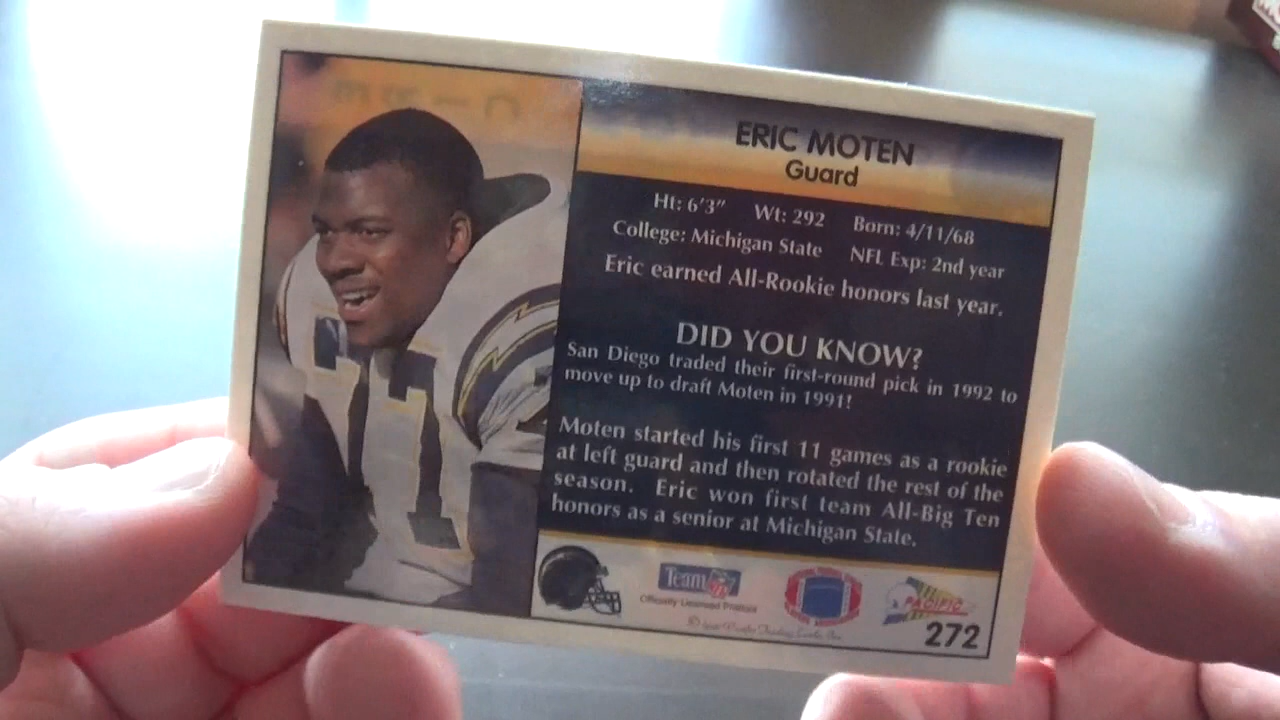 ERIC MOTEN
Guard
Ht: 6'3" Wt: 292 Born: 4/11/68
College: Michigan State NFL Exp: 2nd year
Eric earned All-Rookie honors last year.
DID YOU KNOW?
San Diego traded their first-round pick in 1992 to
move up to draft Moten in 1991!
Moten started his first 11 games as a rookie
at left guard and then rotated the rest of the
season. Eric won first team All-Big Ten
honors as a senior at Michigan State.
77
Team NFL
Officially Licensed Product
PACIFIC
272